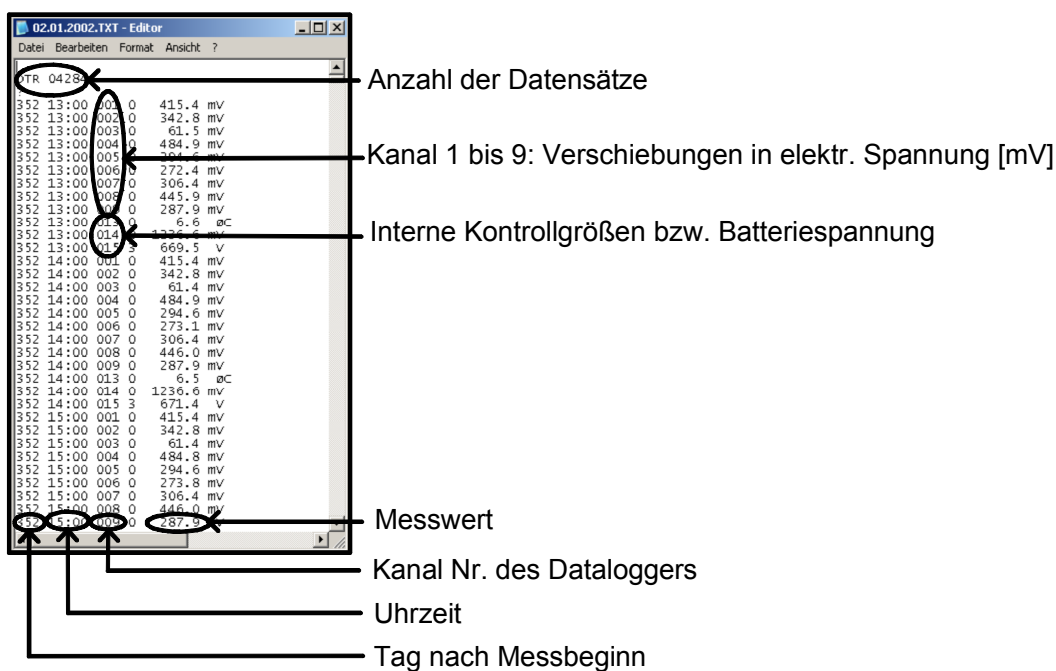 02.01.2002.TXT - Editor
Datei Bearbeiten Format Ansicht ?
DTR 04284
352 13:00 001 0 415.4 mV
352 13:00 002 0 342.8 mV
352 13:00 003 0 61.5 mV
352 13:00 004 0 484.9 mV
352 13:00 005 mV
352 13:00 006 0 272.4 mV
352 13:00 007 0 306.4 mV
352 13:00 008 0 445.9 mV
352 13:00 009 0 287.9 mV
352 13:00 013 0 6.6 øC
352 13:00 014
352 13:00 015 3 669.5 V
352 14:00 001 0 415.4 mV
352 14:00 002 0 342.8 mV
352 14:00 003 0 61.4 mV
352 14:00 004 0 484.9 mV
352 14:00 005 0 294.6 mV
352 14:00 006 0 273.1 mV
352 14:00 007 0 306.4 mV
352 14:00 008 0 446.0 mV
352 14:00 009 0 287.9 mV
352 14:00 013 0 6.5 øC
352 14:00 014 0 1236.6 mV
352 14:00 015 3 671.4 V
352 15:00 001 0 415.4 mV
352 15:00 002 0 342.8 mV
352 15:00 003 0 61.4 mV
352 15:00 004 0 484.8 mV
352 15:00 005 0 294.6 mV
352 15:00 006 0 273.8 mV
352 15:00 007 0 306.4 mV
352 15:00 008 0 446.0 mV
352 15:00 009 0 287.9
Anzahl der Datensätze
Kanal 1 bis 9: Verschiebungen in elektr. Spannung [mV]
Interne Kontrollgrößen bzw. Batteriespannung
Messwert
Kanal Nr. des Dataloggers
Uhrzeit
Tag nach Messbeginn